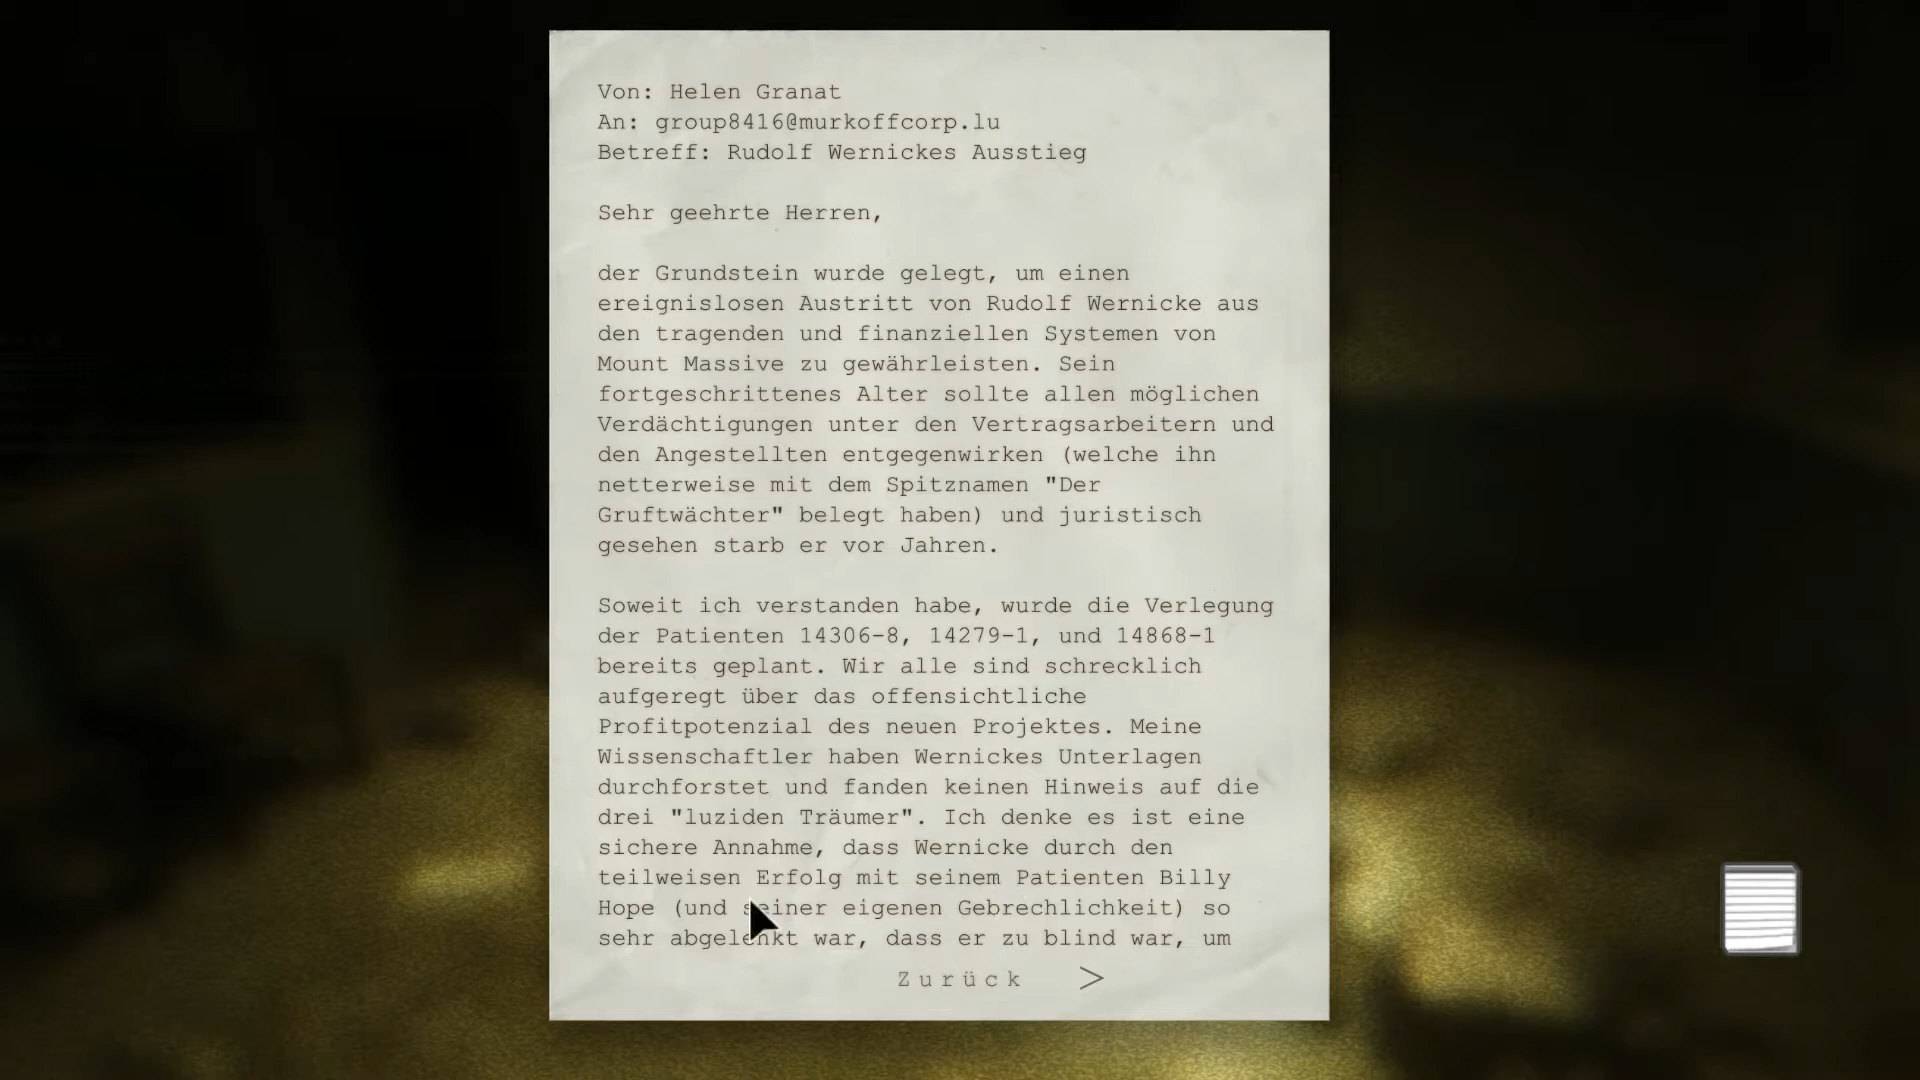 Von: Helen Granat
An: group8416@murkoffcorp.lu
Betreff: Rudolf Wernickes Ausstieg
Sehr geehrte Herren,
der Grundstein wurde gelegt, um einen
ereignislosen Austritt von Rudolf Wernicke aus
den tragenden und finanziellen Systemen von
Mount Massive zu gewährleisten. Sein
fortgeschrittenes Alter sollte allen möglichen
Verdächtigungen unter den Vertragsarbeitern und
den Angestellten entgegenwirken (welche ihn
netterweise mit dem Spitznamen "Der
Gruftwächter" belegt haben) und juristisch
gesehen starb er vor Jahren.
Soweit ich verstanden habe, wurde die Verlegung
der Patienten 14306-8, 14279-1, und 14868-1
bereits geplant. Wir alle sind schrecklich
aufgeregt über das offensichtliche
Profitpotenzial des neuen Projektes. Meine
Wissenschaftler haben Wernickes Unterlagen
durchforstet und fanden keinen Hinweis auf die
drei "luziden Träumer". Ich denke es ist eine
sichere Annahme, dass Wernicke durch den
teilweisen Erfolg mit seinem Patienten Billy
Hope (und seiner eigenen Gebrechlichkeit) so
sehr abgelenkt war, dass er zu blind war, um
Zurück >